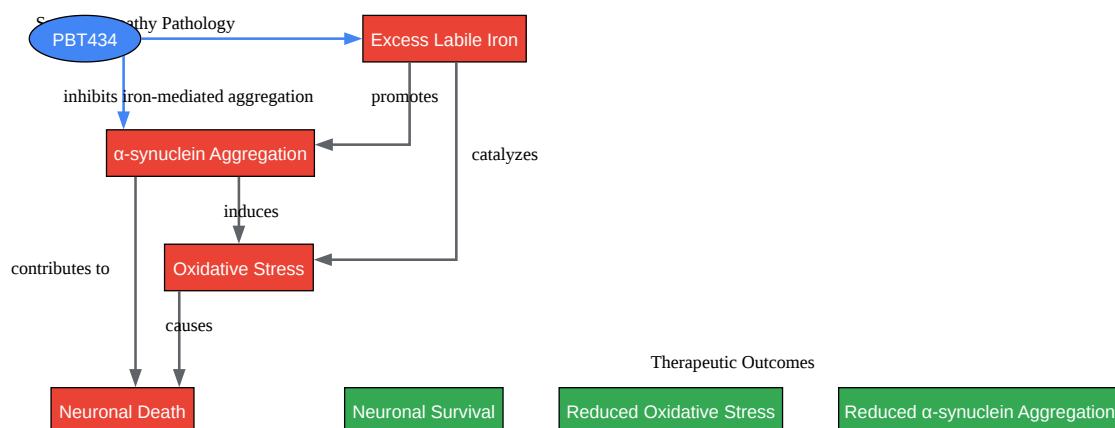 Pathology
PBT434
Excess Labile Iron
inhibits iron-mediated aggregation
promotes
α-synuclein Aggregation
catalyzes
induces
contributes to
Oxidative Stress
causes
Therapeutic Outcomes
Neuronal Death
Neuronal Survival
Reduced Oxidative Stress
Reduced α-synuclein Aggregation